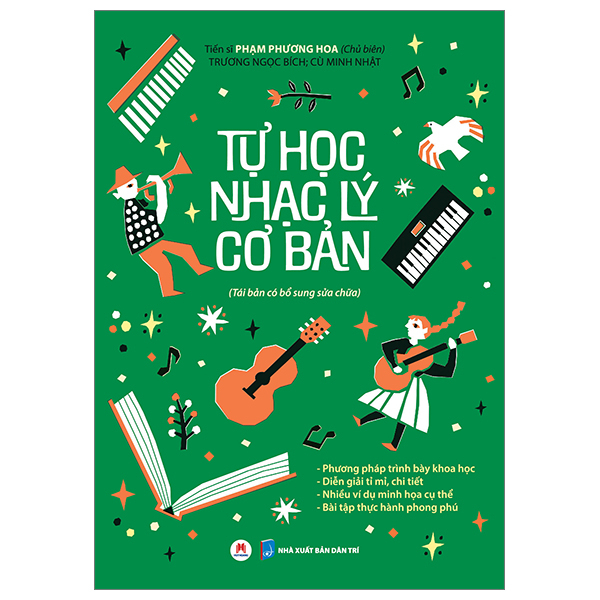 Tiến sĩ PHẠM PHƯƠNG HOA (Chủ biên)
TRƯƠNG NGỌC BÍCH; CÙ MINH NHẬT
TỰ HỌC
NHẠC LÝ
CƠ BẢN
(Tái bản có bổ sung sửa chữa)
- Phương pháp trình bày khoa học
- Diễn giải tỉ mỉ, chi tiết
- Nhiều ví dụ minh họa cụ thể
- Bài tập thực hành phong phú
NHÀ XUẤT BẢN DÂN TRÍ